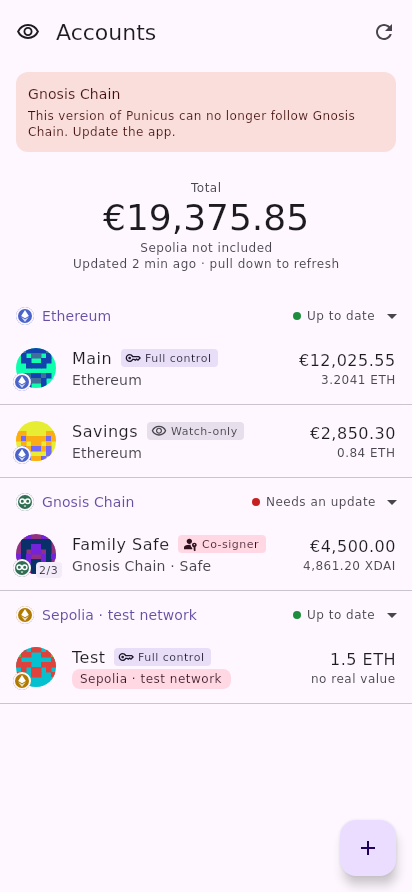 Accounts
Gnosis Chain
This version of Punicus can no longer follow Gnosis
Chain. Update the app.
Total
€19,375.85
Sepolia not included
Updated 2 min ago · pull down to refresh
Ethereum
Up to date
Main
Full control
€12,025.55
Ethereum
3.2041 ETH
Savings
Watch-only
€2,850.30
Ethereum
0.84 ETH
Gnosis Chain
Needs an update
Family Safe
Co-signer
€4,500.00
2/3
Gnosis Chain · Safe
4,861.20 XDAI
Sepolia · test network
Up to date
Test
Full control
1.5 ETH
Sepolia · test network
no real value
+